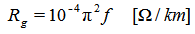 R_g = 10^{-4} π^2 f [Ω / km]